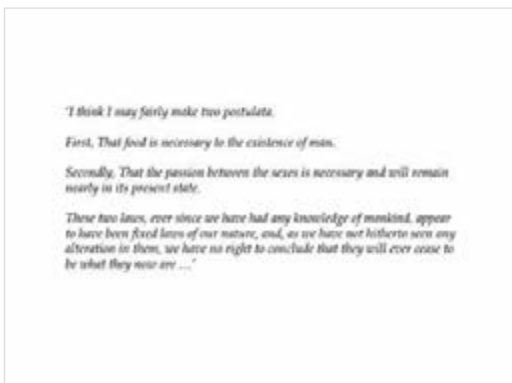 'I think I may fairly make two postulata.
First, That food is necessary to the existence of man.
Secondly, That the passion between the sexes is necessary and will remain
nearly in its present state.
These two laws, ever since we have had any knowledge of mankind, appear
to have been fixed laws of our nature, and, as we have not hitherto seen any
alteration in them, we have no right to conclude that they will ever cease to
be what they now are …'